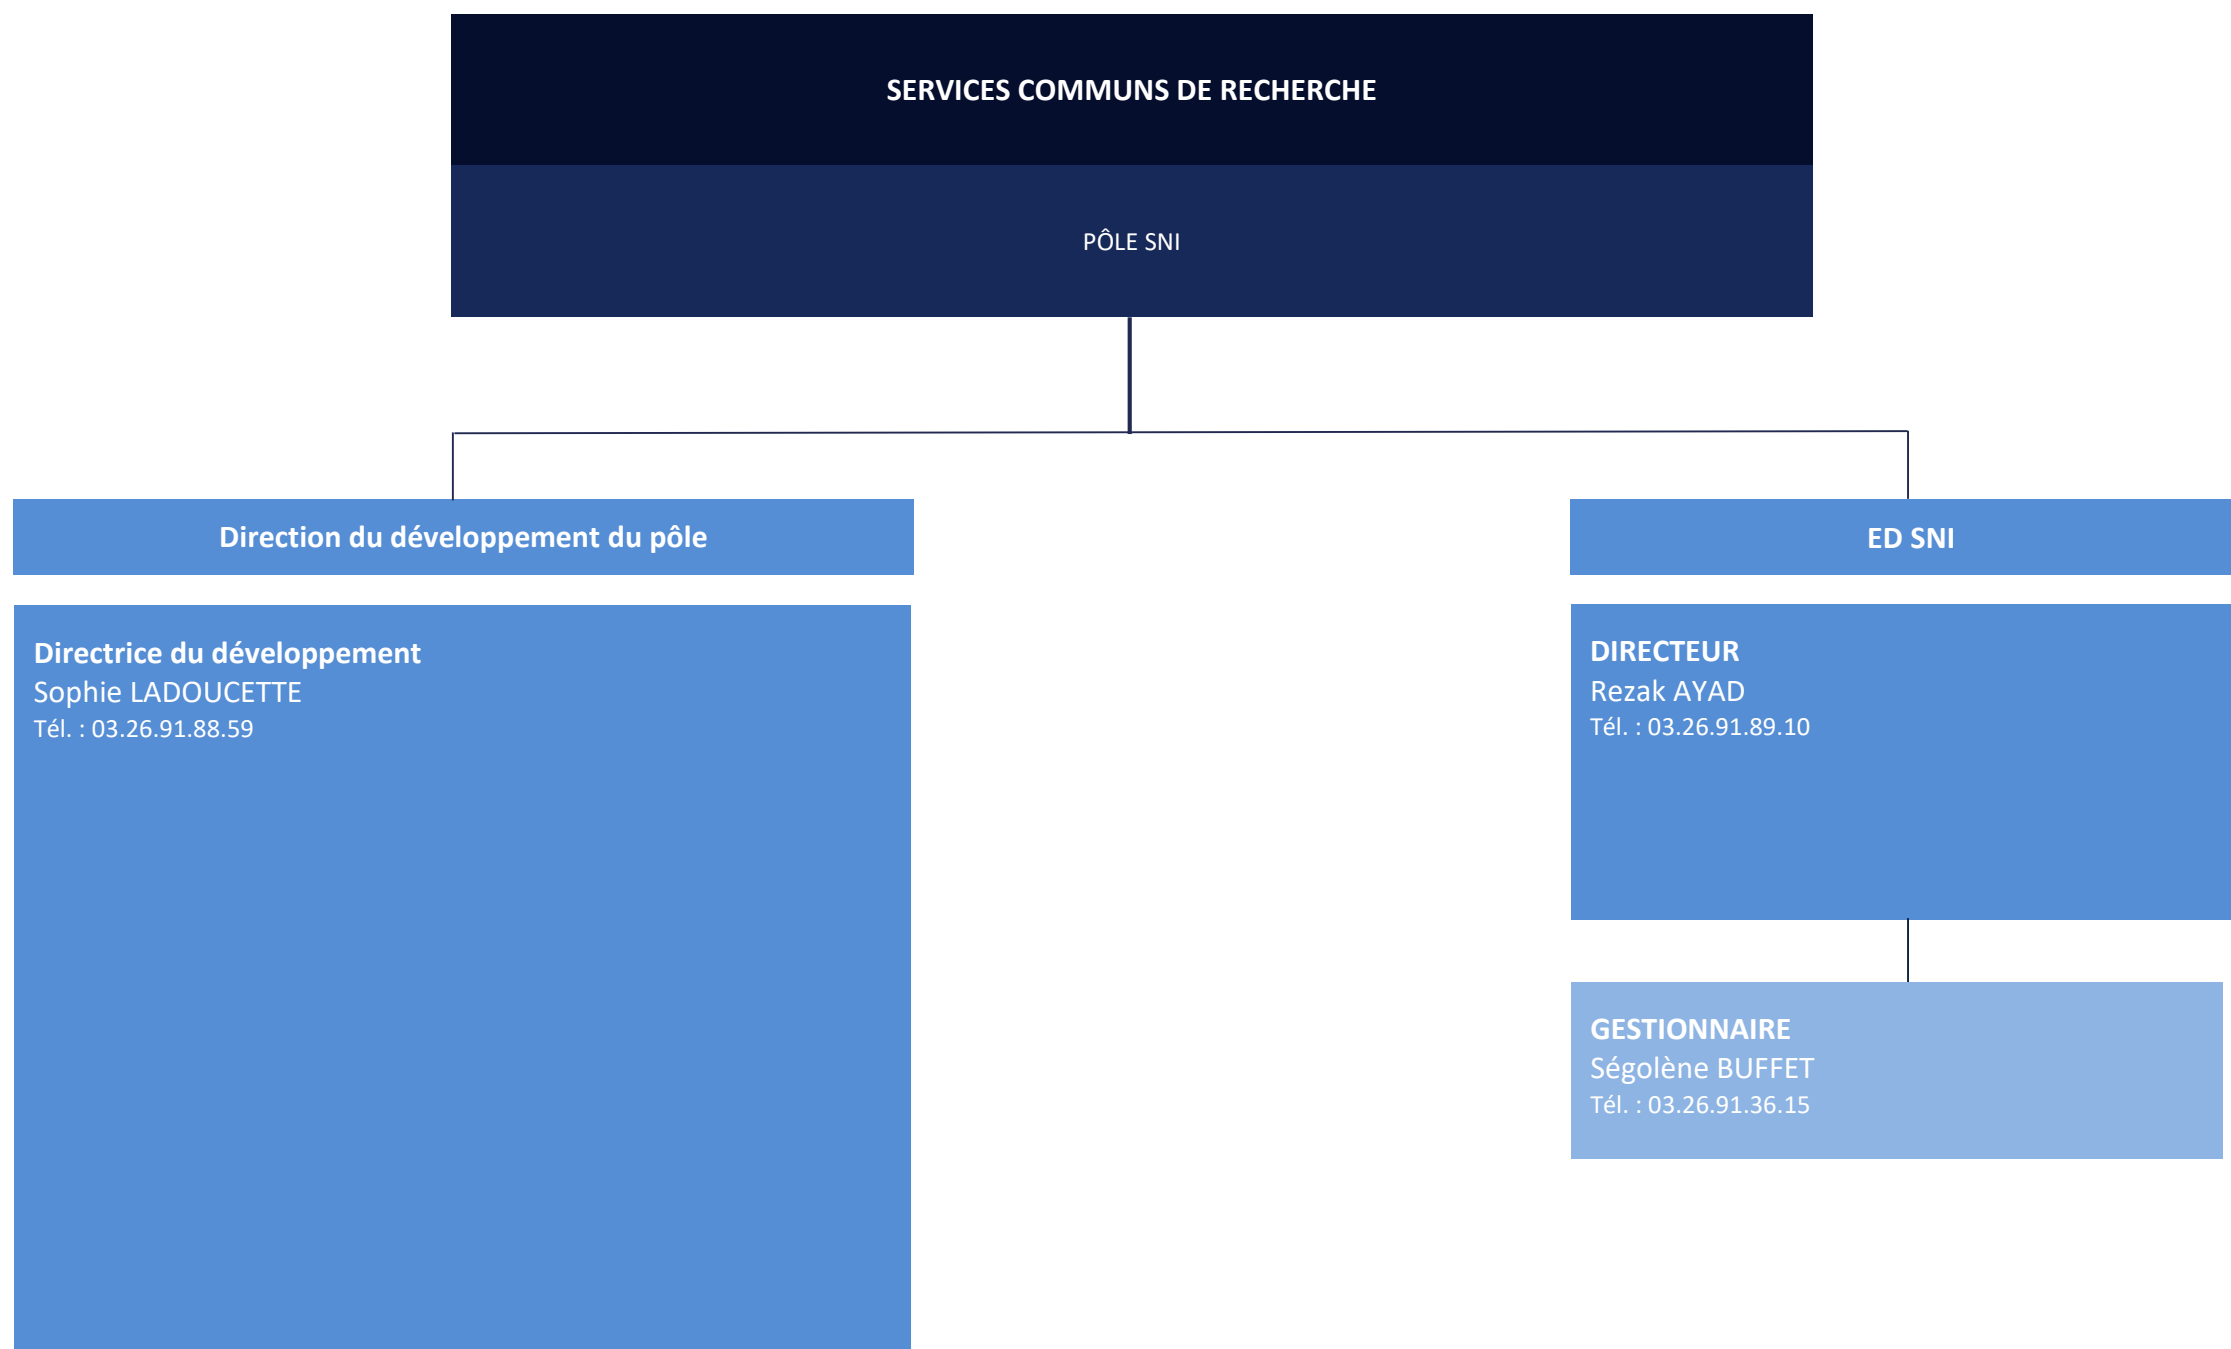 SERVICES COMMUNS DE RECHERCHE
PÔLE SNI
Direction du développement du pôle
Directrice du développement
Sophie LADOUCETTE
Tél. : 03.26.91.88.59
ED SNI
DIRECTEUR
Rezak AYAD
Tél. : 03.26.91.89.10
GESTIONNAIRE
Ségolène BUFFET
Tél. : 03.26.91.36.15